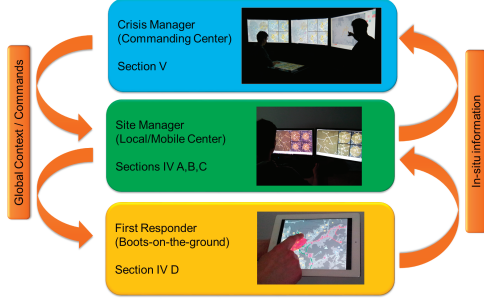 Global Context / Commands
Crisis Manager
(Commanding Center)
Section V
Site Manager
(Local/Mobile Center)
Sections IV A,B,C
First Responder
(Boots-on-the-ground)
Section IV D
In-situ information